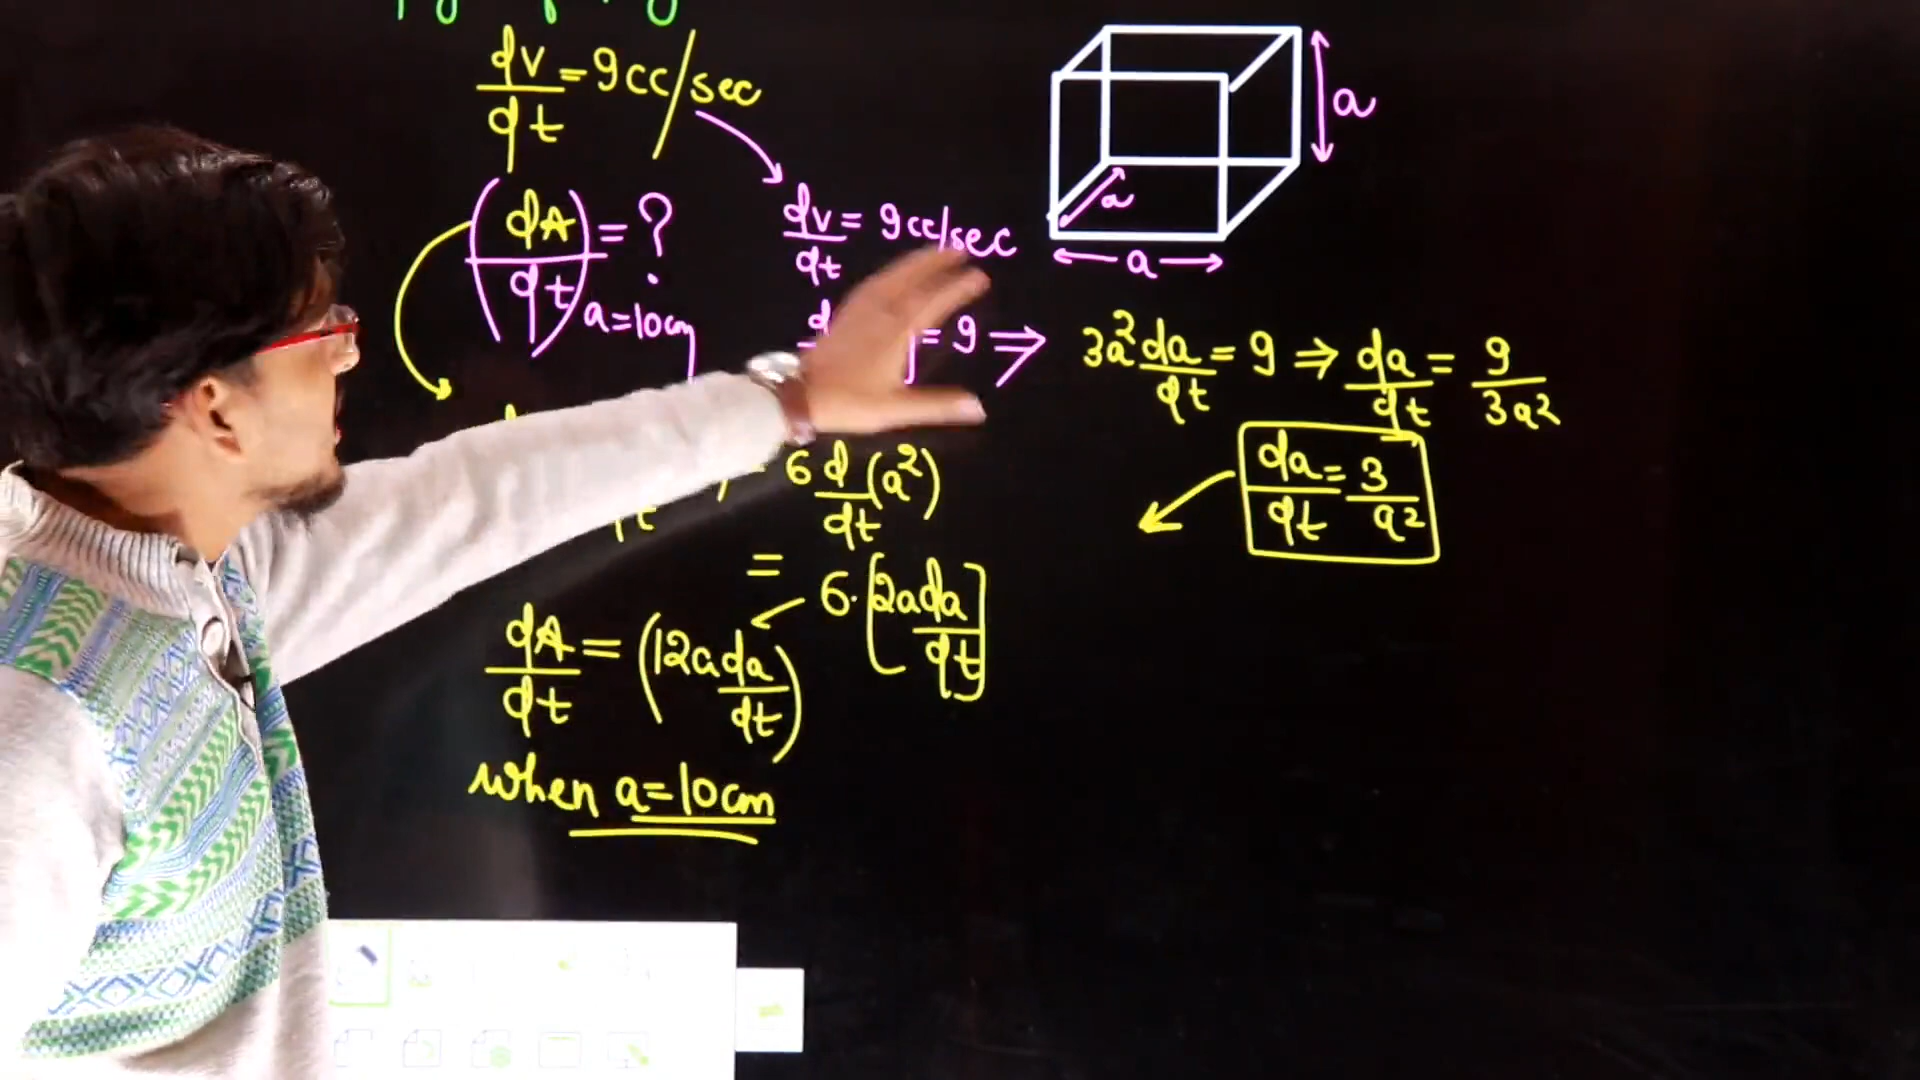 dv/dt = 9cc/sec
a
(dA/dt) = ?
a=10cm
dv/dt = 9cc/sec
a
a
= 9 ⇒
3a² da/dt = 9 ⇒ da/dt = 9/3a²
da/dt = 3/a²
6 d/dt (a²)
= 6·[2a da/dt]
dA/dt = (12a da/dt)
when a=10cm